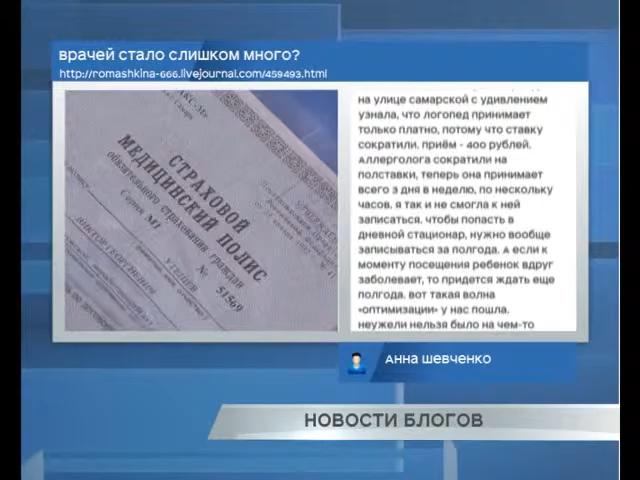 врачей стало слишком много?
http://romashkina-666.livejournal.com/459493.html
на улице самарской с удивлением
узнала, что логопед принимает
только платно, потому что ставку
сократили. приём - 400 рублей.
Аллерголога сократили на
полставки, теперь она принимает
всего 3 дня в неделю, по нескольку
часов. я так и не смогла к ней
записаться. чтобы попасть в
дневной стационар, нужно вообще
записываться за полгода. А если к
моменту посещения ребенок вдруг
заболевает, то придется ждать еще
полгода. вот такая волна
«оптимизации» у нас пошла.
неужели нельзя было на чем-то
СТРАХОВОЙ
МЕДИЦИНСКИЙ ПОЛИС
обязательного страхования граждан
Серия М1
№ 51569
Анна шевченко
НОВОСТИ БЛОГОВ